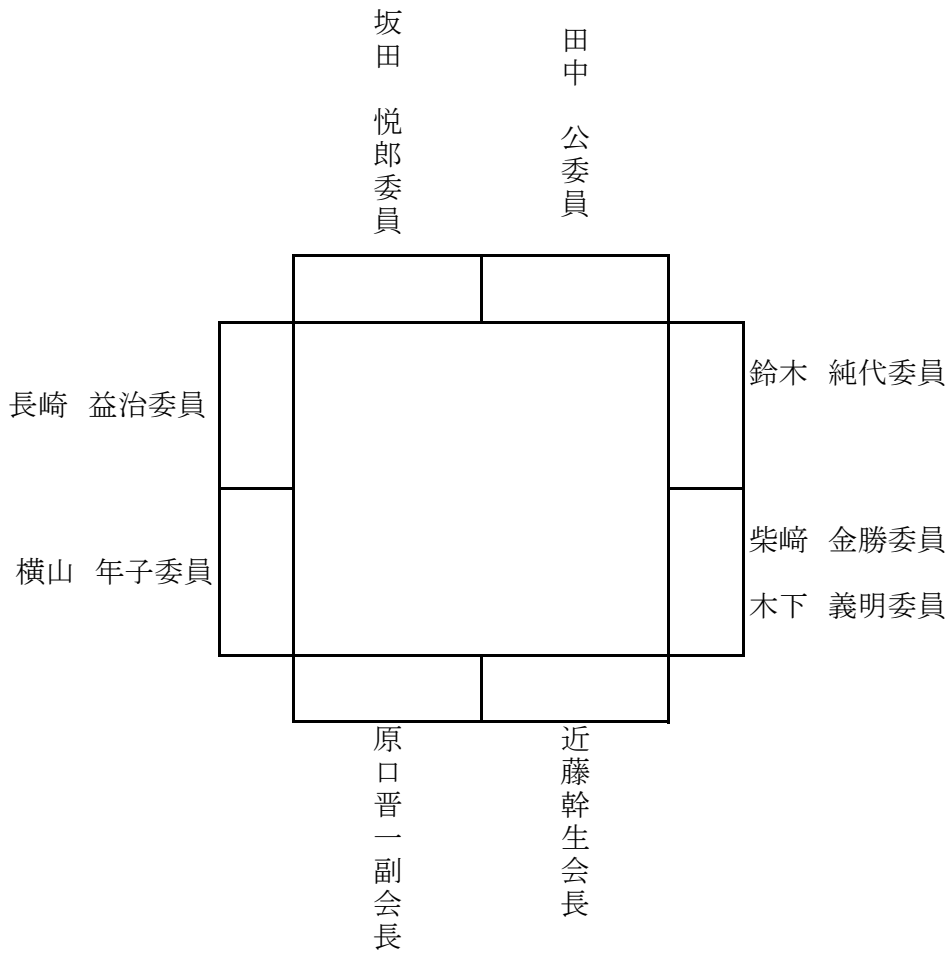 坂田　悦郎委員
田中　公委員
長崎　益治委員
鈴木　純代委員
横山　年子委員
柴﨑　金勝委員
木下　義明委員
原口晋一副会長
近藤幹生会長